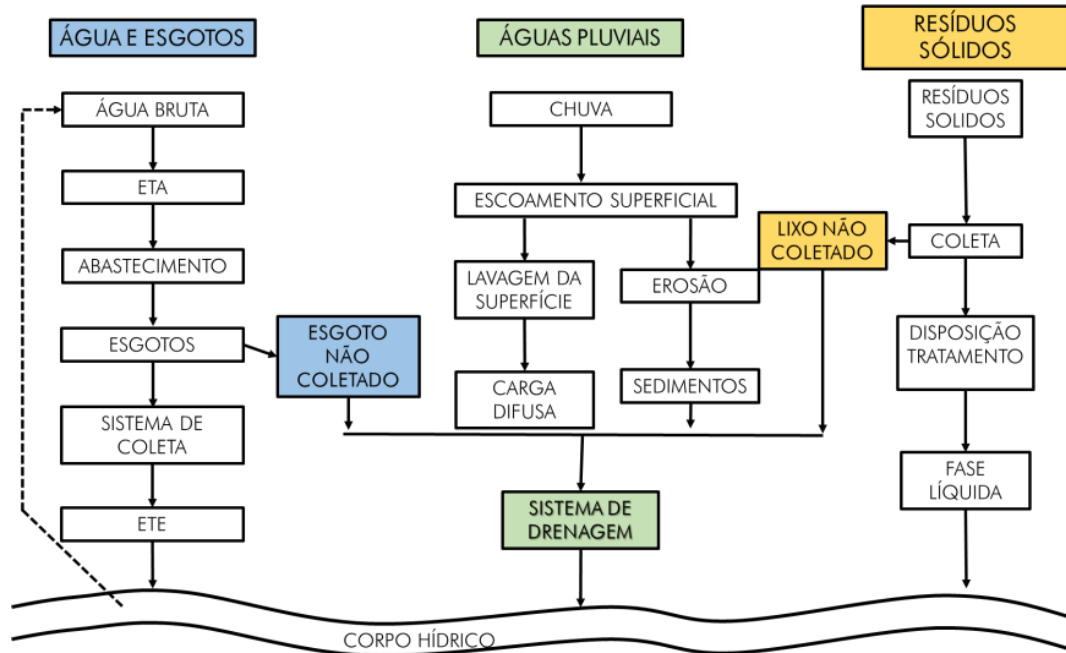 ÁGUA E ESGOTOS
ÁGUAS PLUVIAIS
RESÍDUOS
SÓLIDOS
ÁGUA BRUTA
ETA
ABASTECIMENTO
ESGOTOS
SISTEMA DE
COLETA
ETE
ESGOTO
NÃO
COLETADO
CHUVA
ESCOAMENTO SUPERFICIAL
LAVAGEM DA
SUPERFÍCIE
CARGA
DIFUSA
EROSÃO
SEDIMENTOS
LIXO NÃO
COLETADO
SISTEMA DE
DRENAGEM
RESÍDUOS
SOLIDOS
COLETA
DISPOSIÇÃO
TRATAMENTO
FASE
LÍQUIDA
CORPO HÍDRICO